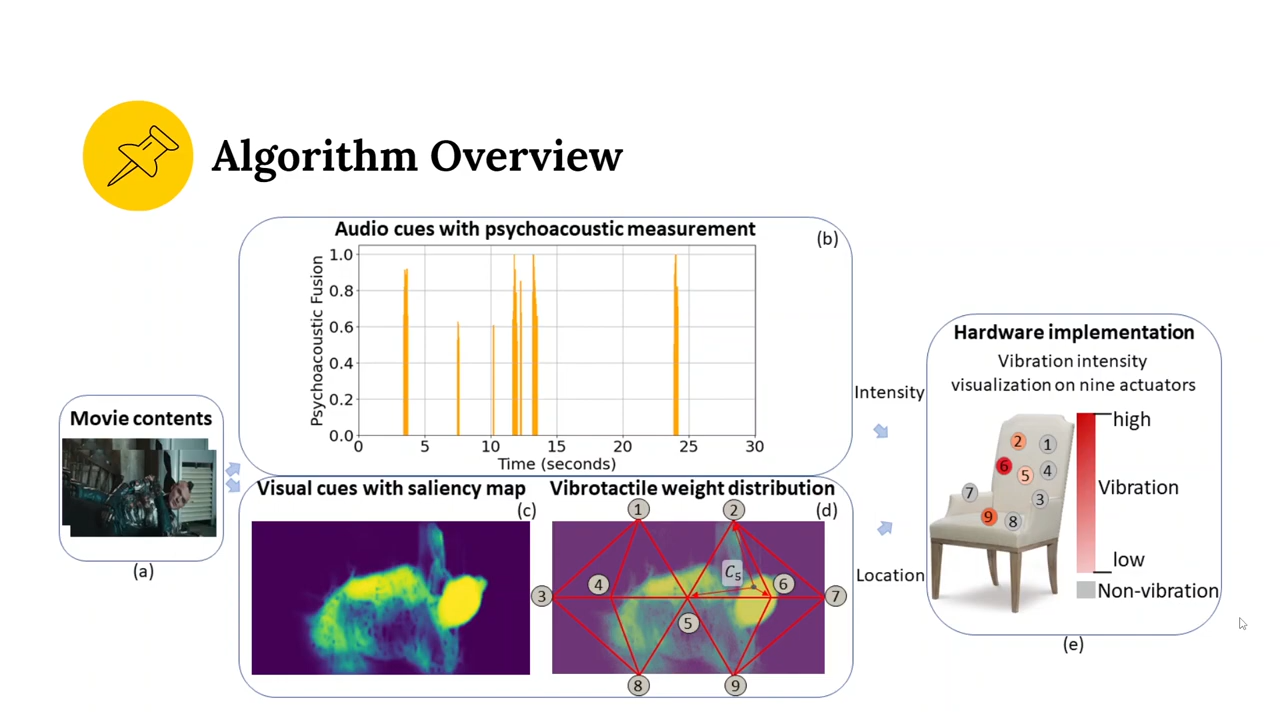 Algorithm Overview
Movie contents
(a)
Audio cues with psychoacoustic measurement
(b)
Psychoacoustic Fusion
1.0
0.8
0.6
0.4
0.2
0.0
0 5 10 15 20 25 30
Time (seconds)
Visual cues with saliency map
(c)
Vibrotactile weight distribution
(d)
1 2
C5
3 4 6 7
5
8 9
Intensity
Location
Hardware implementation
Vibration intensity
visualization on nine actuators
high
Vibration
low
Non-vibration
2 1
6 5 4
7 3
9 8
(e)